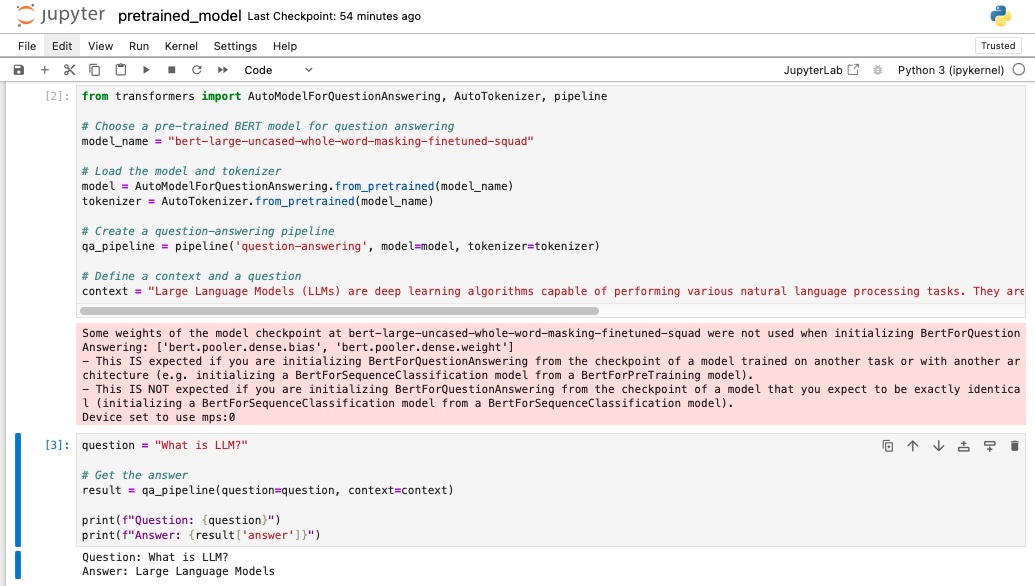 jupyter pretrained_model Last Checkpoint: 54 minutes ago
File Edit View Run Kernel Settings Help Trusted
Code JupyterLab Python 3 (ipykernel)
[2]: from transformers import AutoModelForQuestionAnswering, AutoTokenizer, pipeline
# Choose a pre-trained BERT model for question answering
model_name = "bert-large-uncased-whole-word-masking-finetuned-squad"
# Load the model and tokenizer
model = AutoModelForQuestionAnswering.from_pretrained(model_name)
tokenizer = AutoTokenizer.from_pretrained(model_name)
# Create a question-answering pipeline
qa_pipeline = pipeline('question-answering', model=model, tokenizer=tokenizer)
# Define a context and a question
context = "Large Language Models (LLMs) are deep learning algorithms capable of performing various natural language processing tasks. They are
Some weights of the model checkpoint at bert-large-uncased-whole-word-masking-finetuned-squad were not used when initializing BertForQuestion
Answering: ['bert.pooler.dense.bias', 'bert.pooler.dense.weight']
- This IS expected if you are initializing BertForQuestionAnswering from the checkpoint of a model trained on another task or with another ar
chitecture (e.g. initializing a BertForSequenceClassification model from a BertForPreTraining model).
- This IS NOT expected if you are initializing BertForQuestionAnswering from the checkpoint of a model that you expect to be exactly identica
l (initializing a BertForSequenceClassification model from a BertForSequenceClassification model).
Device set to use mps:0
[3]: question = "What is LLM?"
# Get the answer
result = qa_pipeline(question=question, context=context)
print(f"Question: {question}")
print(f"Answer: {result['answer']}")
Question: What is LLM?
Answer: Large Language Models